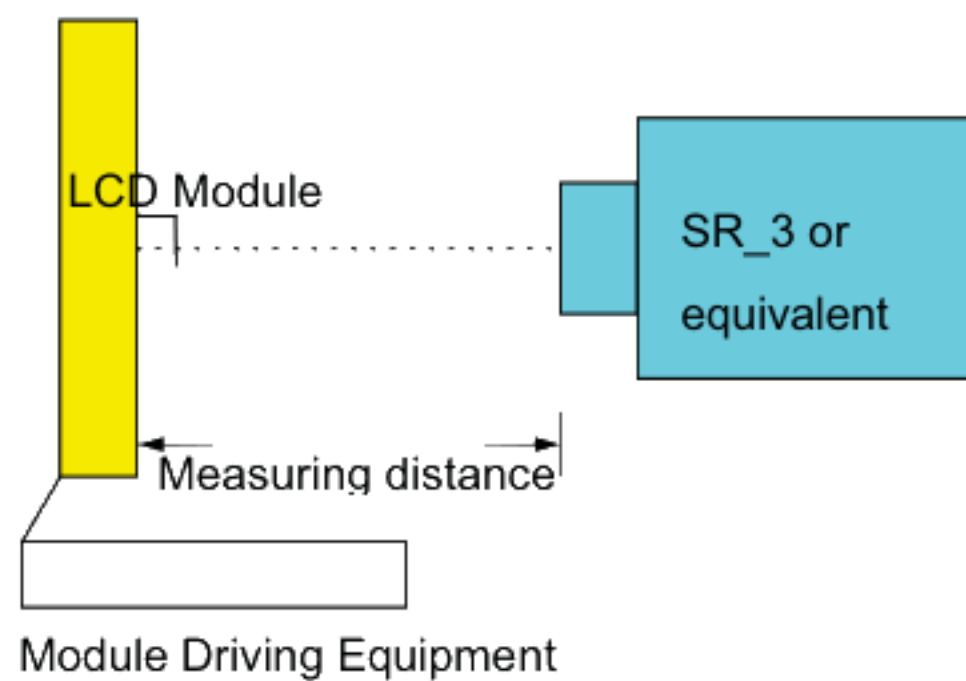 LCD Module
SR_3 or
equivalent
Measuring distance
Module Driving Equipment